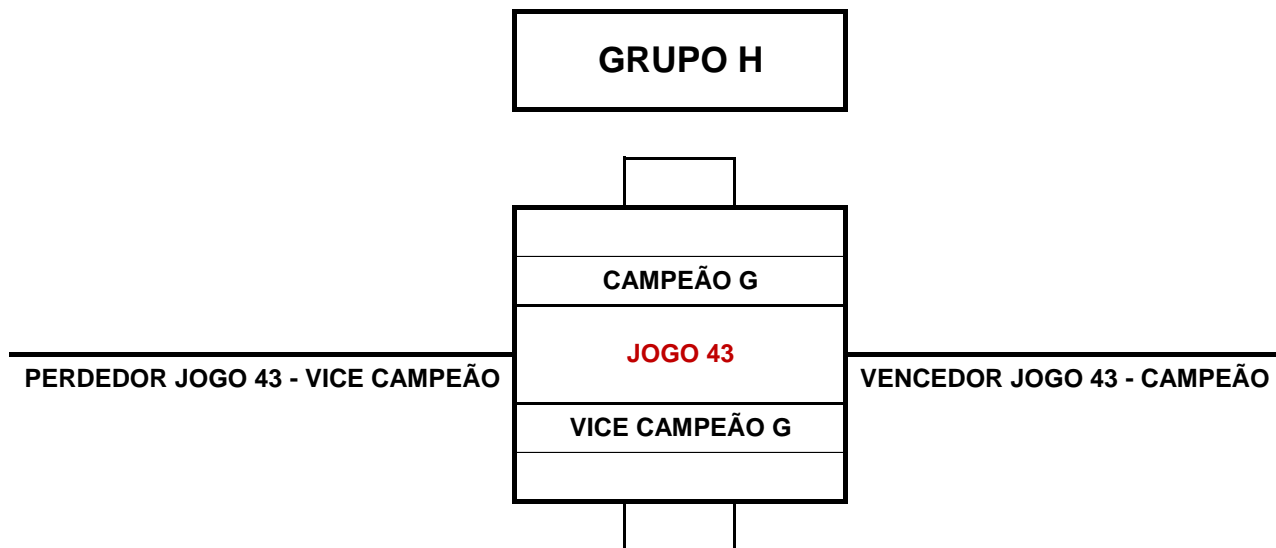 GRUPO H
CAMPEÃO G
JOGO 43
PERDEDOR JOGO 43 - VICE CAMPEÃO
VENCEDOR JOGO 43 - CAMPEÃO
VICE CAMPEÃO G